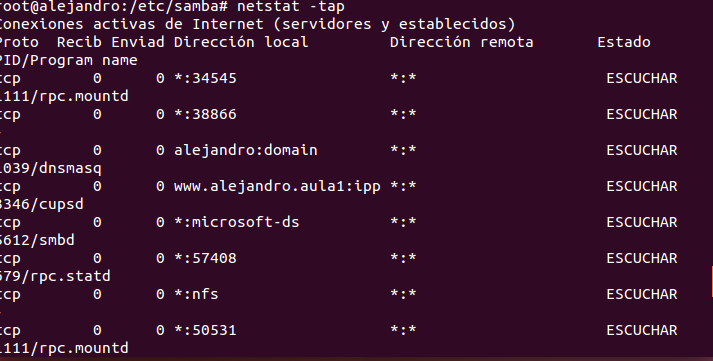 root@alejandro:/etc/samba# netstat -tap
Conexiones activas de Internet (servidores y establecidos)
Proto  Recib Enviad Dirección local         Dirección remota       Estado
PID/Program name
tcp        0      0 *:34545                 *:*                     ESCUCHAR
1111/rpc.mountd
tcp        0      0 *:38866                 *:*                     ESCUCHAR
-
tcp        0      0 alejandro:domain        *:*                     ESCUCHAR
1039/dnsmasq
tcp        0      0 www.alejandro.aula1:ipp *:*                     ESCUCHAR
3346/cupsd
tcp        0      0 *:microsoft-ds          *:*                     ESCUCHAR
5612/smbd
tcp        0      0 *:57408                 *:*                     ESCUCHAR
679/rpc.statd
tcp        0      0 *:nfs                   *:*                     ESCUCHAR
-
tcp        0      0 *:50531                 *:*                     ESCUCHAR
1111/rpc.mountd